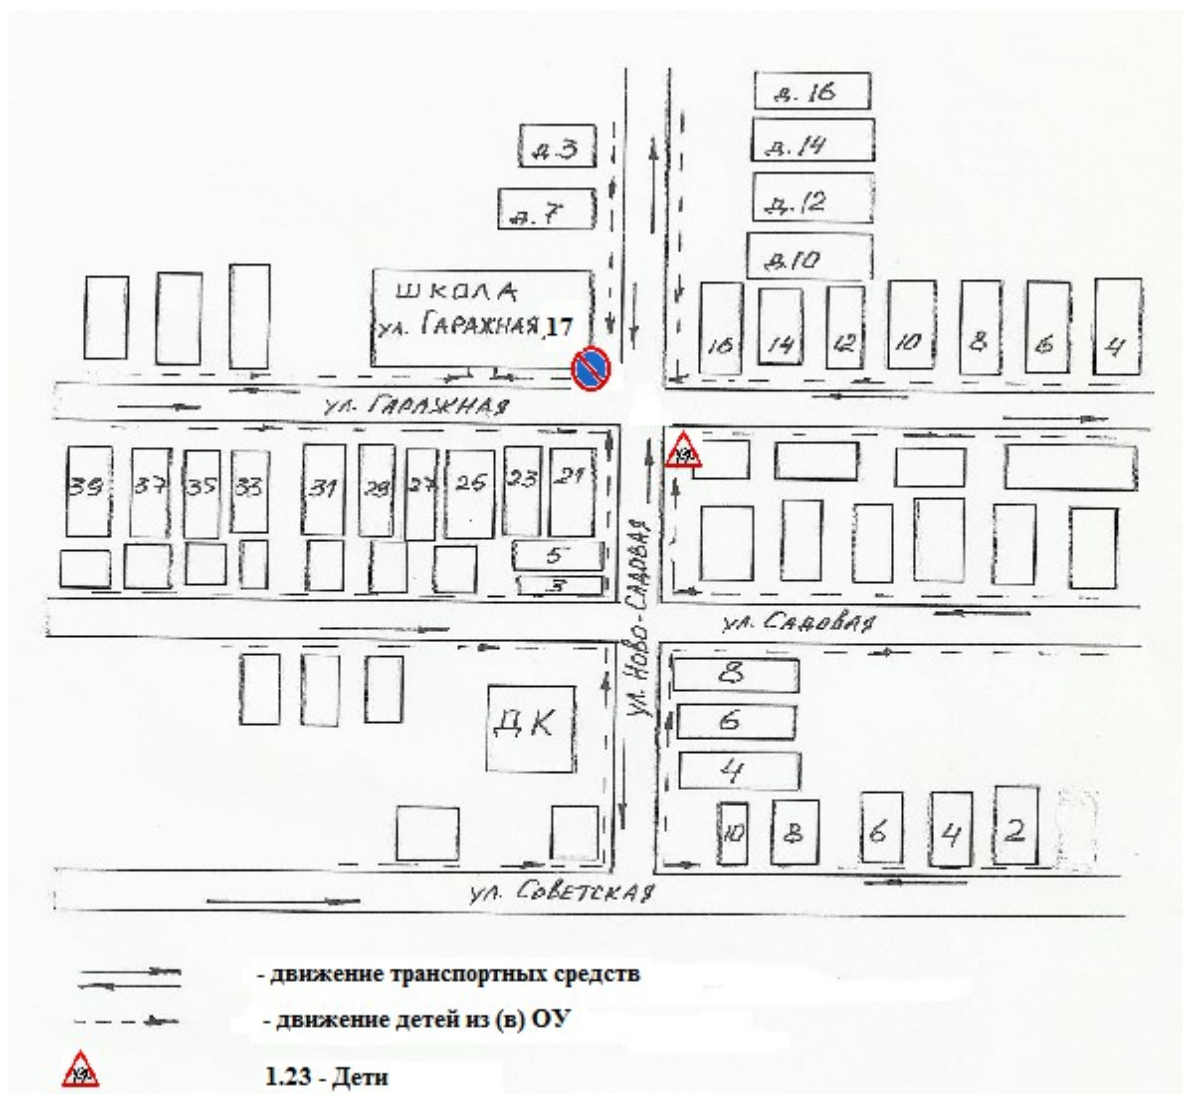 д. 16
д. 3
д. 14
д. 7
д. 12
д. 10
ШКОЛА
ул. ГАРАЖНАЯ, 17
16 14 12 10 8 6 4
ул. ГАРАЖНАЯ
39 37 35 33 31 29 27 25 23 21
5
3
ул. НОВО-САДОВАЯ
ул. САДОВАЯ
8
ДК
6
4
10 8 6 4 2
ул. СОВЕТСКАЯ
- движение транспортных средств
- движение детей из (в) ОУ
1.23 - Дети